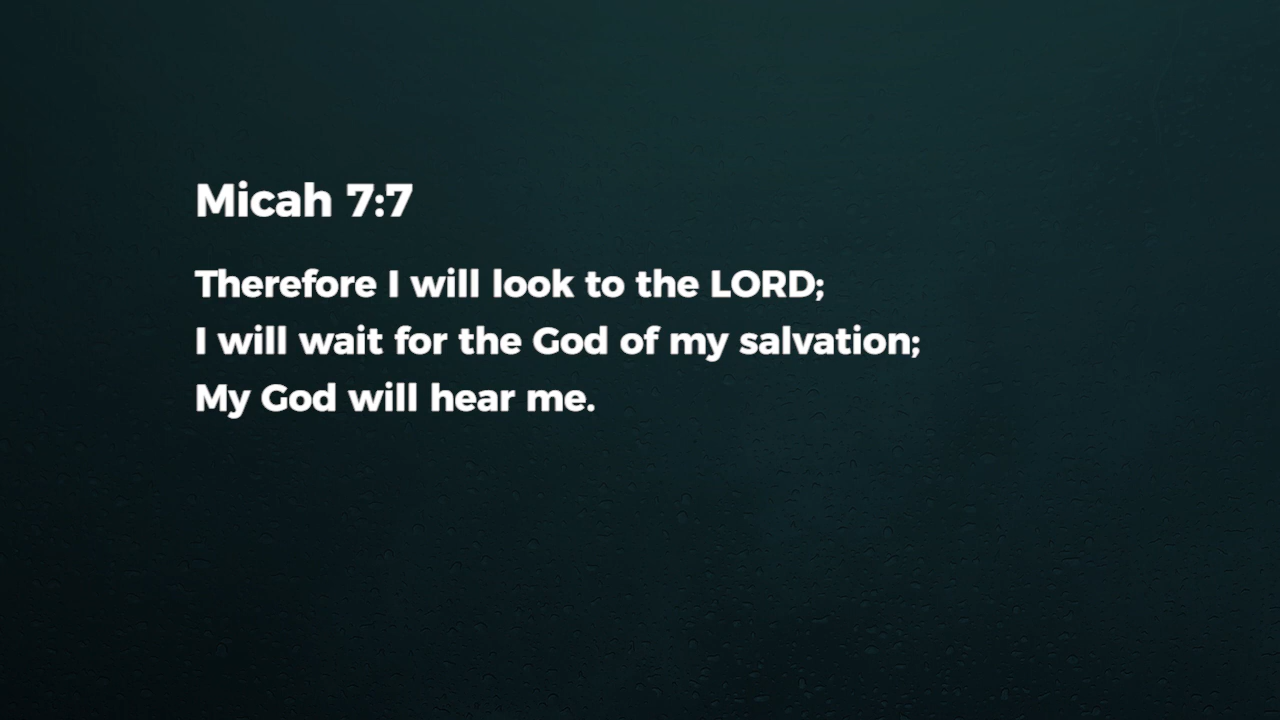 Micah 7:7
Therefore I will look to the LORD;
I will wait for the God of my salvation;
My God will hear me.